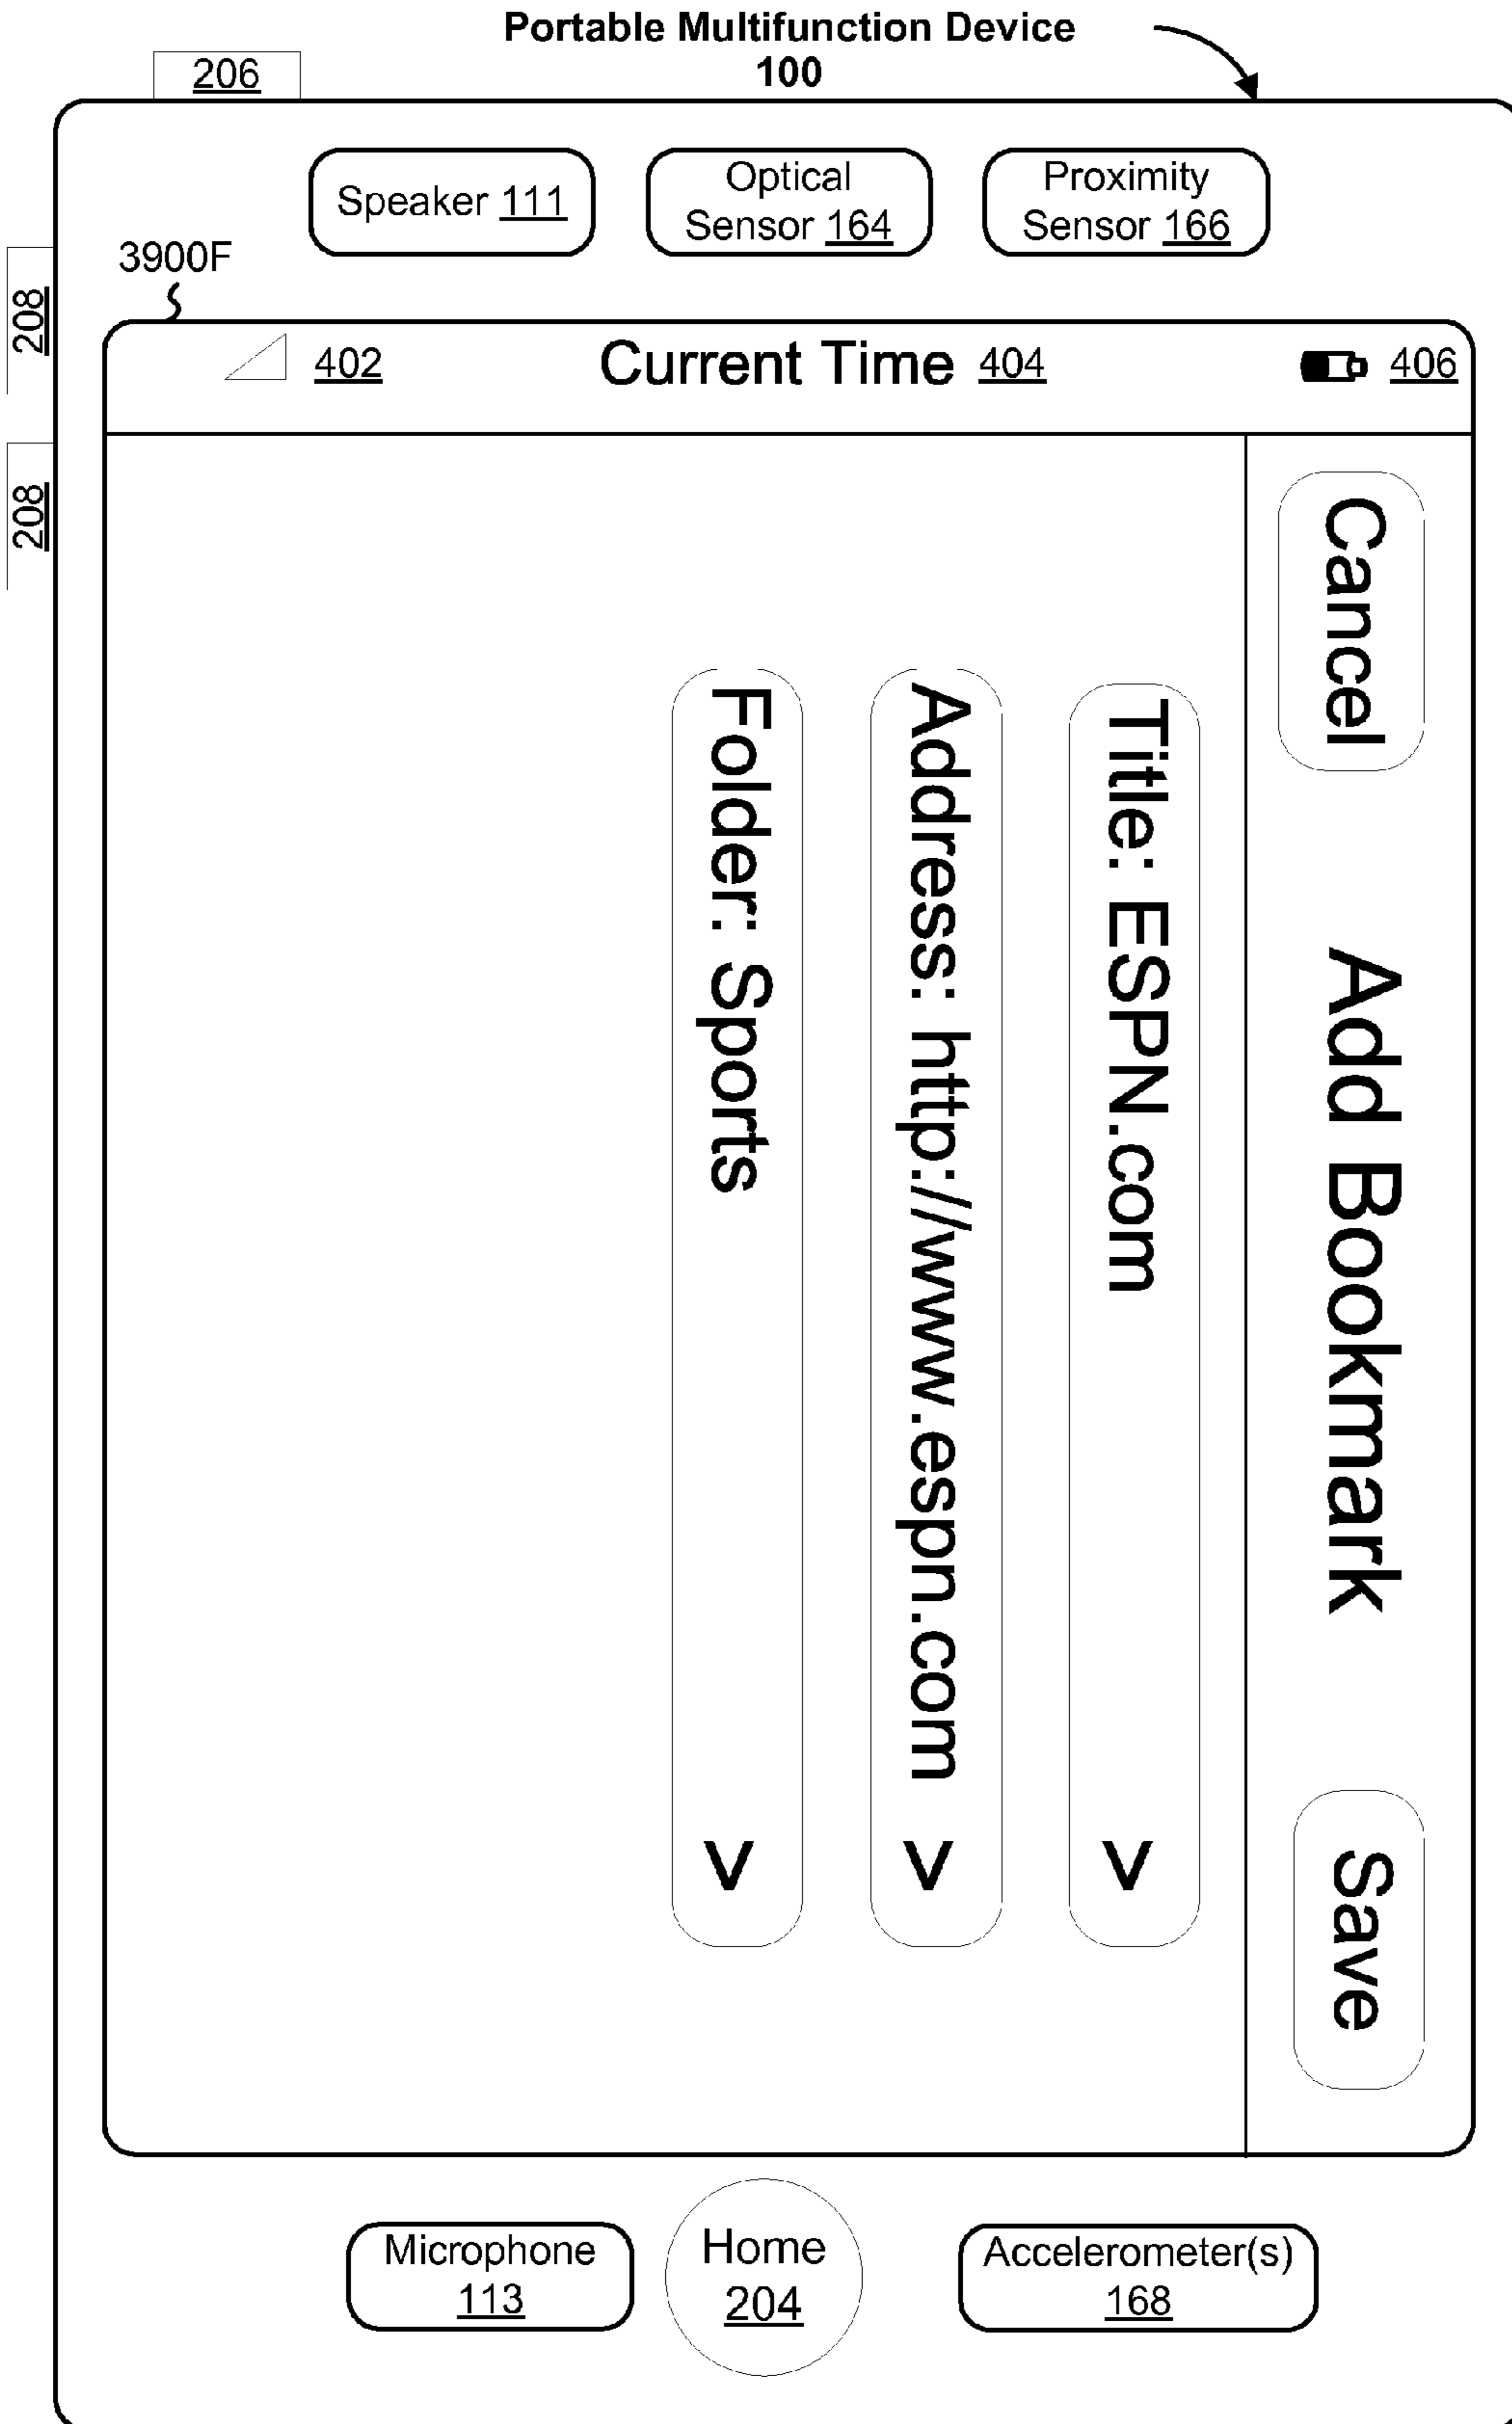 Portable Multifunction Device
100
206
Speaker 111
Optical
Sensor 164
Proximity
Sensor 166
3900F
208
208
402
Current Time 404
406
Cancel
Add Bookmark
Save
Title: ESPN.com >
Address: http://www.espn.com >
Folder: Sports >
Microphone
113
Home
204
Accelerometer(s)
168